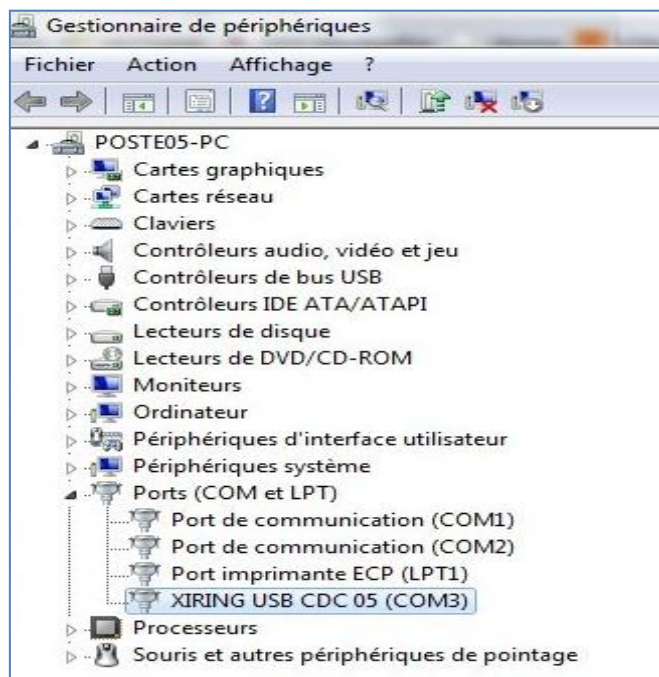 Gestionnaire de périphériques
Fichier Action Affichage ?
POSTE05-PC
Cartes graphiques
Cartes réseau
Claviers
Contrôleurs audio, vidéo et jeu
Contrôleurs de bus USB
Contrôleurs IDE ATA/ATAPI
Lecteurs de disque
Lecteurs de DVD/CD-ROM
Moniteurs
Ordinateur
Périphériques d'interface utilisateur
Périphériques système
Ports (COM et LPT)
Port de communication (COM1)
Port de communication (COM2)
Port imprimante ECP (LPT1)
XIRING USB CDC 05 (COM3)
Processeurs
Souris et autres périphériques de pointage